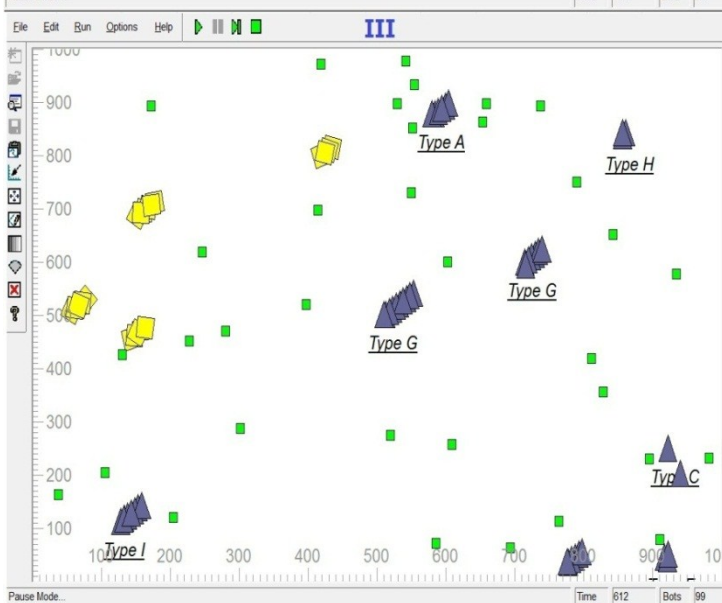 File Edit Run Options Help III
1000
900
Type A
800
Type H
700
600
Type G
500
Type G
400
300
200
Type C
100
Type I
100 200 300 400 500 600 700 800 900
Pause Mode... Time 612 Bots 99